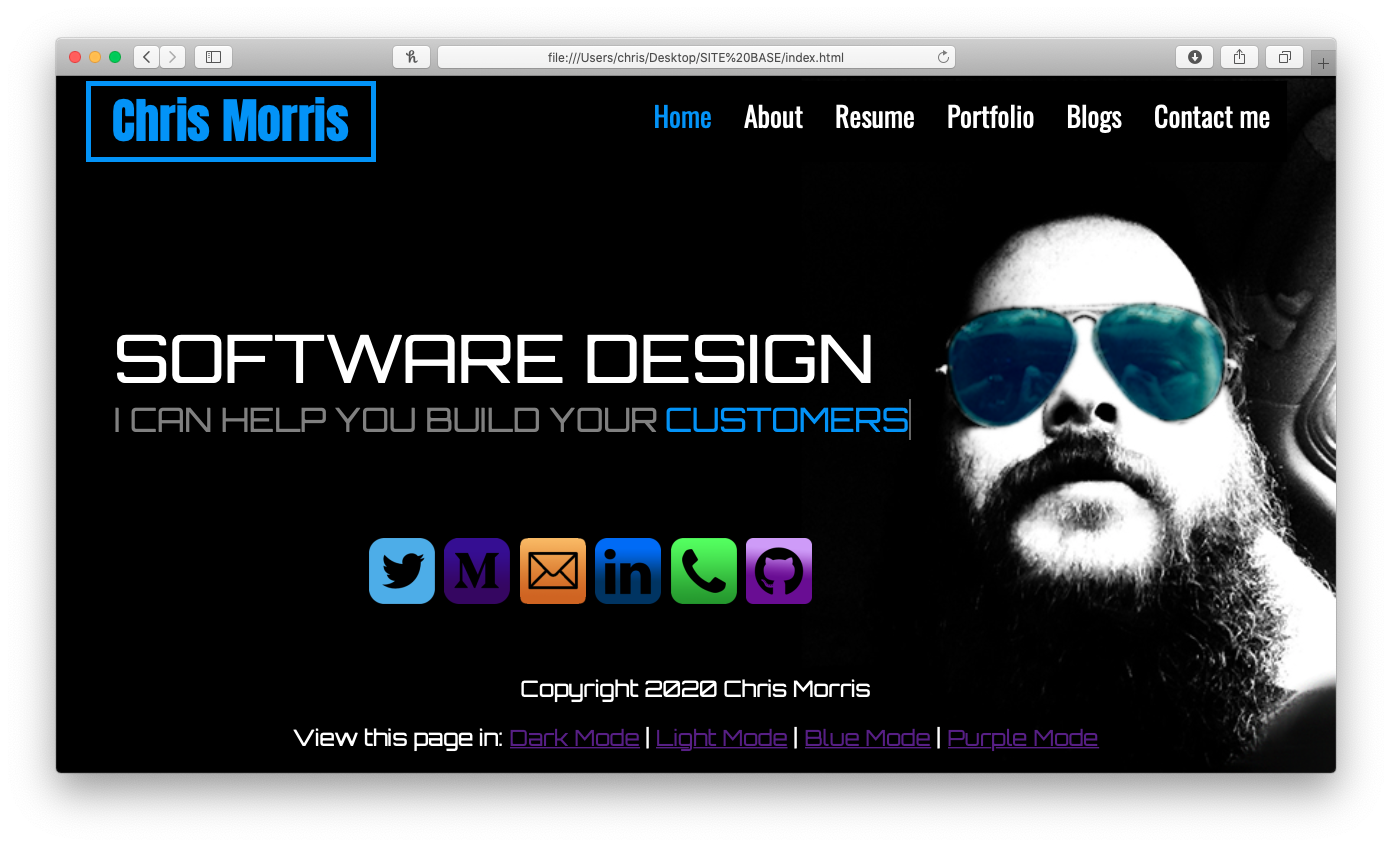 file:///Users/chris/Desktop/SITE%20BASE/index.html
Chris Morris
Home About Resume Portfolio Blogs Contact me
SOFTWARE DESIGN
I CAN HELP YOU BUILD YOUR CUSTOMERS
M in
Copyright 2020 Chris Morris
View this page in: Dark Mode | Light Mode | Blue Mode | Purple Mode